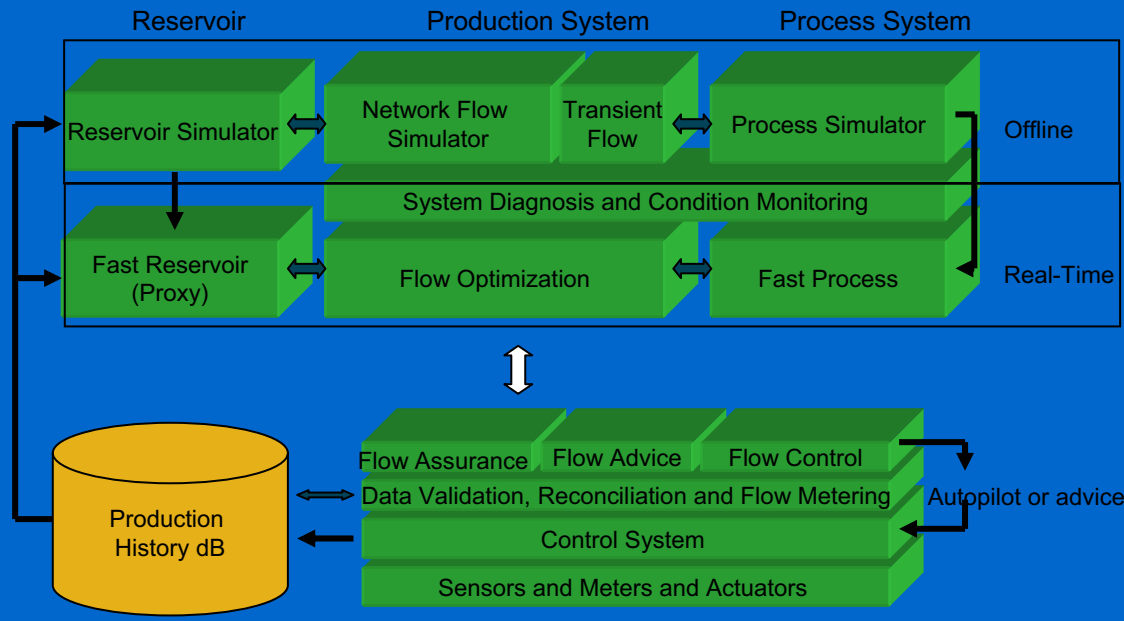 Reservoir
Production System
Process System
Reservoir Simulator
Network Flow
Simulator
Transient
Flow
Process Simulator
Offline
System Diagnosis and Condition Monitoring
Fast Reservoir
(Proxy)
Flow Optimization
Fast Process
Real-Time
Flow Assurance
Flow Advice
Flow Control
Data Validation, Reconciliation and Flow Metering
Autopilot or advice
Production
History dB
Control System
Sensors and Meters and Actuators